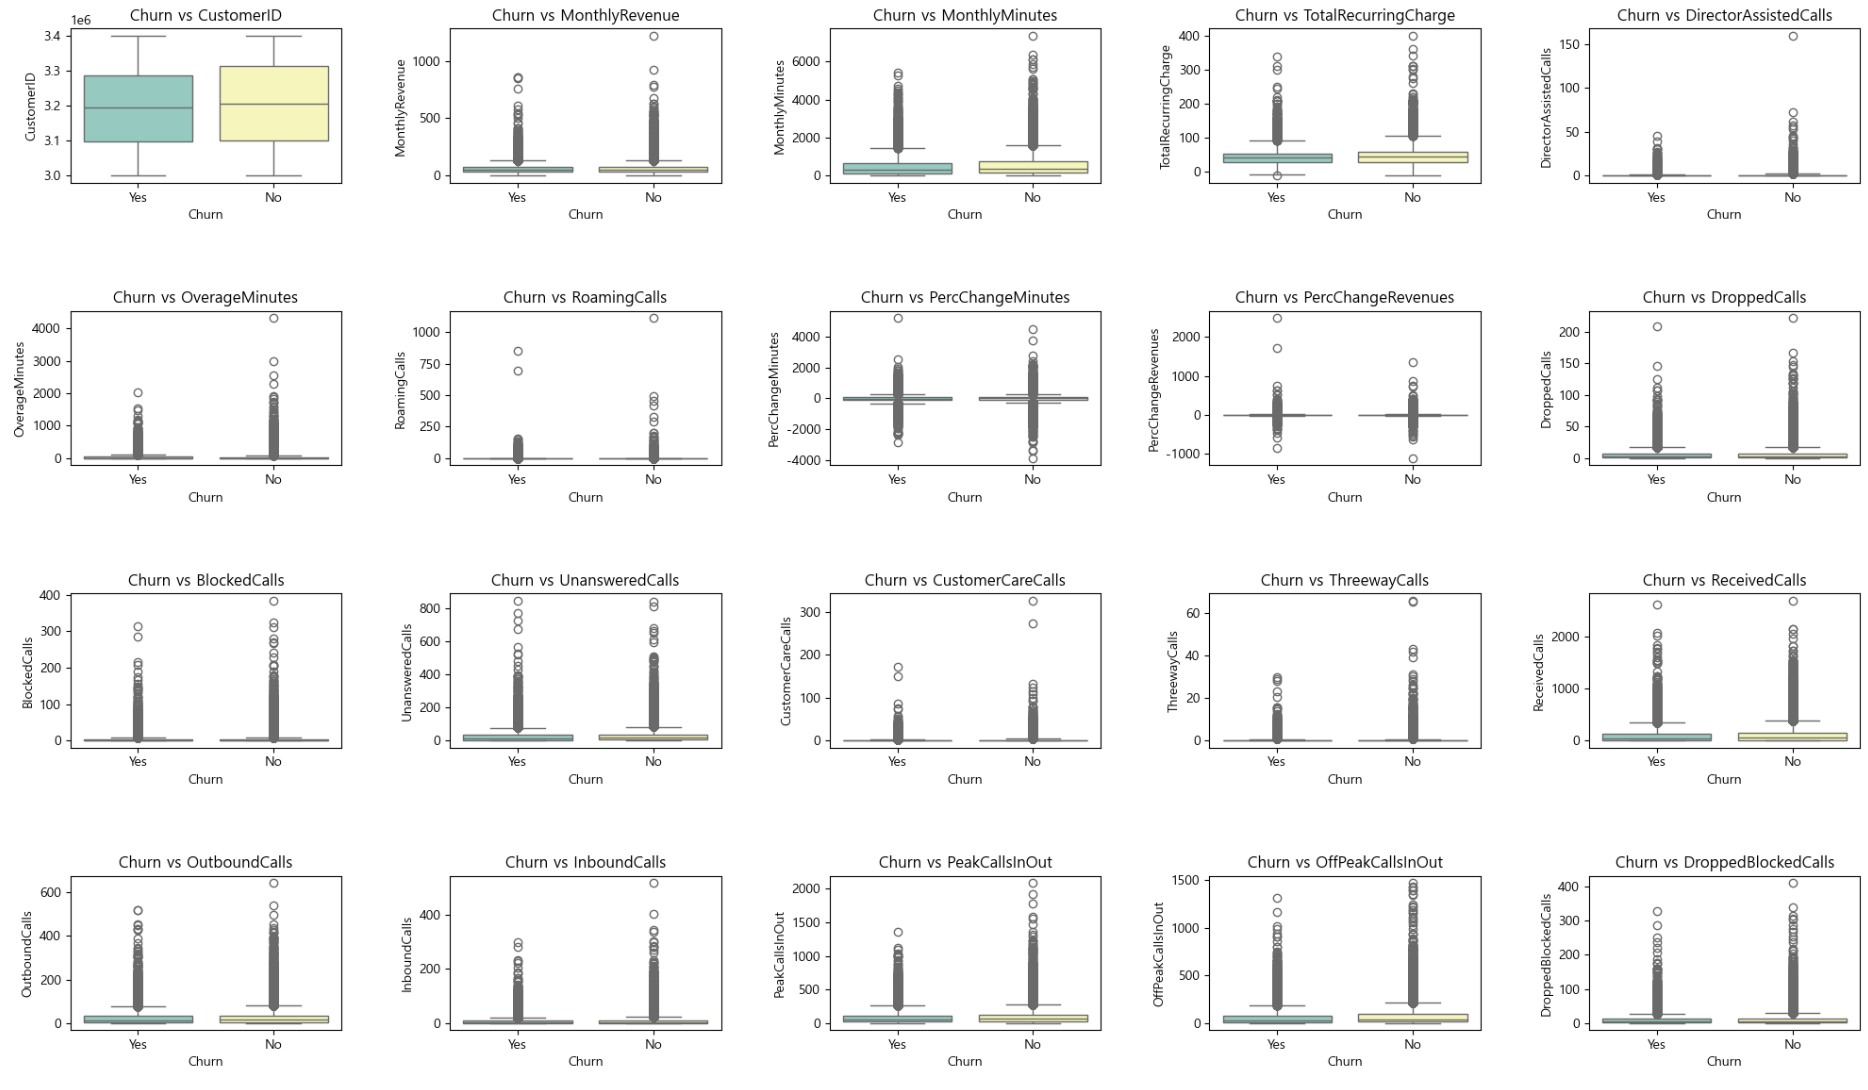 Churn vs CustomerID
1e6
3.4
3.3
3.2
3.1
3.0
CustomerID
Yes
No
Churn
Churn vs MonthlyRevenue
1000
500
0
MonthlyRevenue
Yes
No
Churn
Churn vs MonthlyMinutes
6000
4000
2000
0
MonthlyMinutes
Yes
No
Churn
Churn vs TotalRecurringCharge
400
300
200
100
0
TotalRecurringCharge
Yes
No
Churn
Churn vs DirectorAssistedCalls
150
100
50
0
DirectorAssistedCalls
Yes
No
Churn
Churn vs OverageMinutes
4000
3000
2000
1000
0
OverageMinutes
Yes
No
Churn
Churn vs RoamingCalls
1000
750
500
250
0
RoamingCalls
Yes
No
Churn
Churn vs PercChangeMinutes
4000
2000
0
-2000
-4000
PercChangeMinutes
Yes
No
Churn
Churn vs PercChangeRevenues
2000
1000
0
-1000
PercChangeRevenues
Yes
No
Churn
Churn vs DroppedCalls
200
150
100
50
0
DroppedCalls
Yes
No
Churn
Churn vs BlockedCalls
400
300
200
100
0
BlockedCalls
Yes
No
Churn
Churn vs UnansweredCalls
800
600
400
200
0
UnansweredCalls
Yes
No
Churn
Churn vs CustomerCareCalls
300
200
100
0
CustomerCareCalls
Yes
No
Churn
Churn vs ThreewayCalls
60
40
20
0
ThreewayCalls
Yes
No
Churn
Churn vs ReceivedCalls
2000
1000
0
ReceivedCalls
Yes
No
Churn
Churn vs OutboundCalls
600
400
200
0
OutboundCalls
Yes
No
Churn
Churn vs InboundCalls
400
200
0
InboundCalls
Yes
No
Churn
Churn vs PeakCallsInOut
2000
1500
1000
500
0
PeakCallsInOut
Yes
No
Churn
Churn vs OffPeakCallsInOut
1500
1000
500
0
OffPeakCallsInOut
Yes
No
Churn
Churn vs DroppedBlockedCalls
400
300
200
100
0
DroppedBlockedCalls
Yes
No
Churn